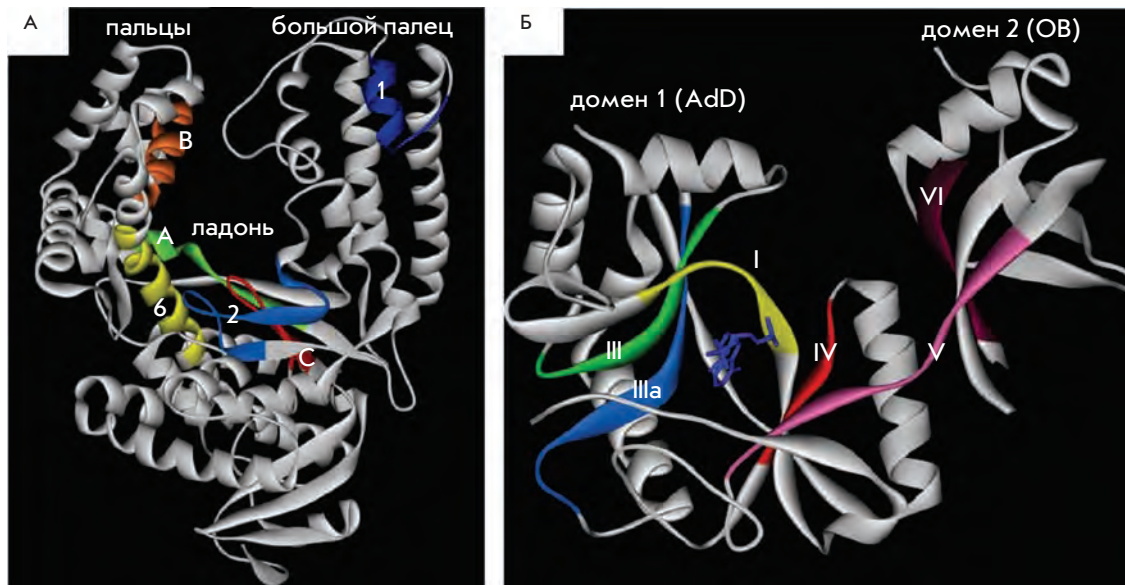 А
пальцы
большой палец
1
B
ладонь
A
6
2
C
Б
домен 2 (OB)
домен 1 (AdD)
VI
I
III
IV
V
IIIa